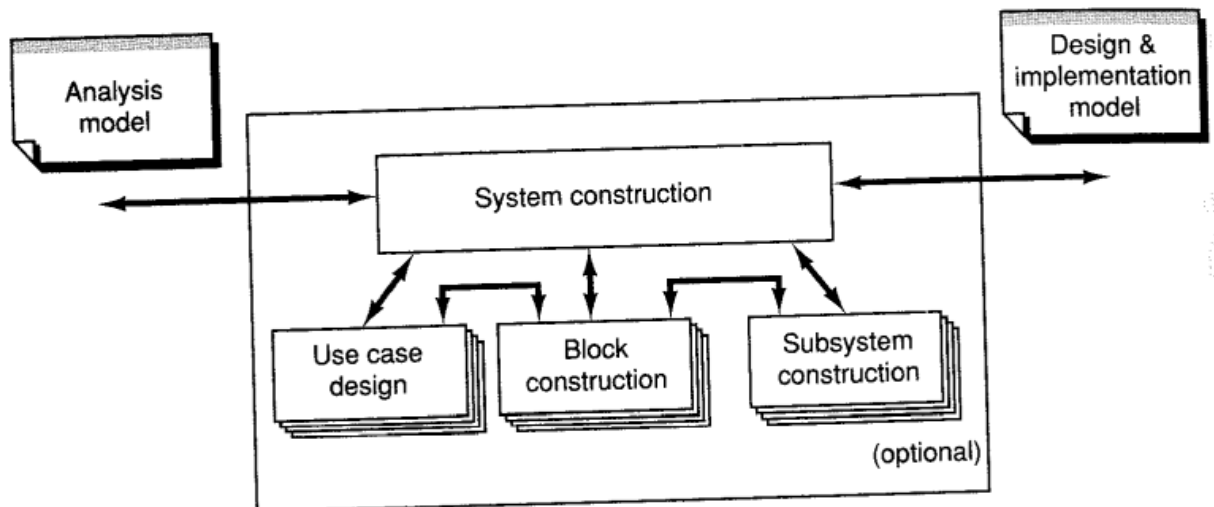 Analysis
model
Design &
implementation
model
System construction
Use case
design
Block
construction
Subsystem
construction
(optional)